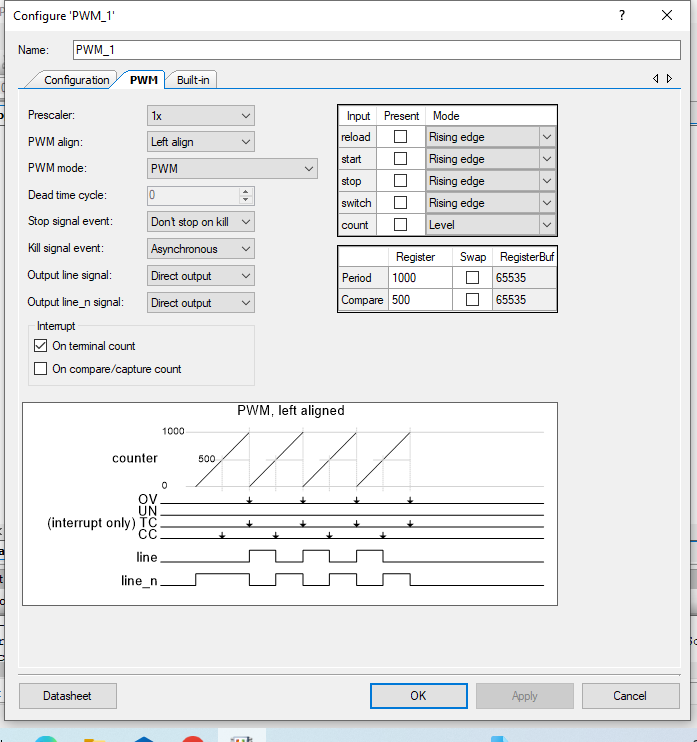 Configure 'PWM_1'
?
Name: PWM_1
Configuration PWM Built-in
Prescaler: 1x
PWM align: Left align
PWM mode: PWM
Dead time cycle: 0
Stop signal event: Don't stop on kill
Kill signal event: Asynchronous
Output line signal: Direct output
Output line_n signal: Direct output
Interrupt
On terminal count
On compare/capture count
Input Present Mode
reload Rising edge
start Rising edge
stop Rising edge
switch Rising edge
count Level
Register Swap RegisterBuf
Period 1000 65535
Compare 500 65535
PWM, left aligned
1000
counter 500
0
OV
UN
(interrupt only) TC
CC
line
line_n
Datasheet OK Apply Cancel